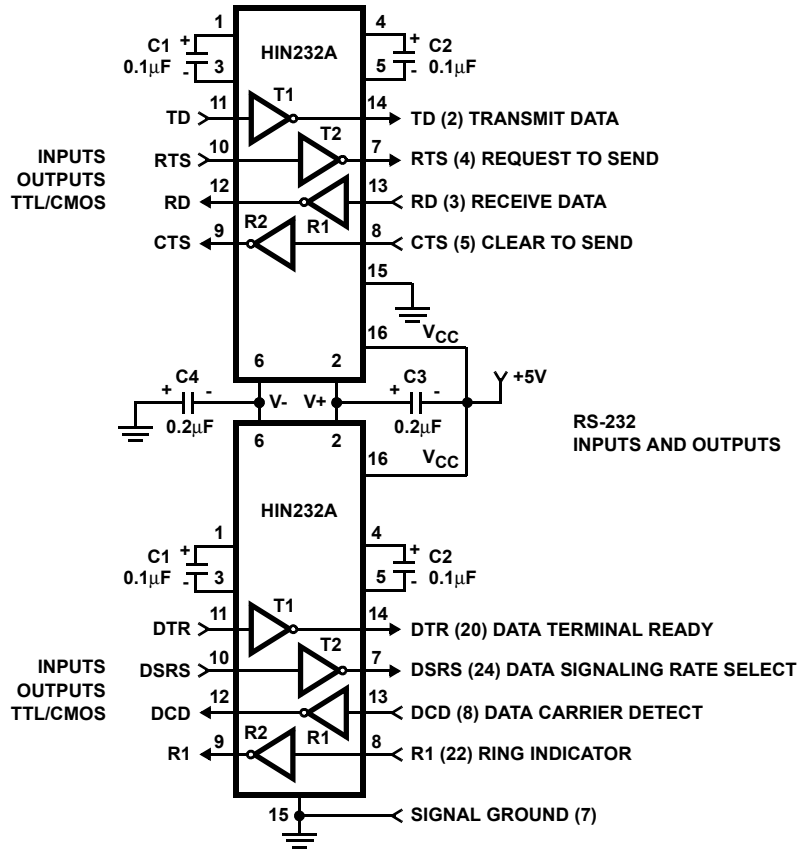 1 4
C1 + HIN232A + C2
0.1μF - 3 5 - 0.1μF
T1
TD 11 14 TD (2) TRANSMIT DATA
T2
RTS 10 7 RTS (4) REQUEST TO SEND
INPUTS
OUTPUTS
TTL/CMOS
RD 12 13 RD (3) RECEIVE DATA
R2 R1
CTS 9 8 CTS (5) CLEAR TO SEND
15
16 VCC
6 2
C4 C3 +5V
+ - V- V+ + -
0.2μF 0.2μF
RS-232
INPUTS AND OUTPUTS
6 2
16 VCC
HIN232A
1 4
C1 + + C2
0.1μF - 3 5 - 0.1μF
T1
DTR 11 14 DTR (20) DATA TERMINAL READY
T2
DSRS 10 7 DSRS (24) DATA SIGNALING RATE SELECT
INPUTS
OUTPUTS
TTL/CMOS
DCD 12 13 DCD (8) DATA CARRIER DETECT
R2 R1
R1 9 8 R1 (22) RING INDICATOR
15 SIGNAL GROUND (7)